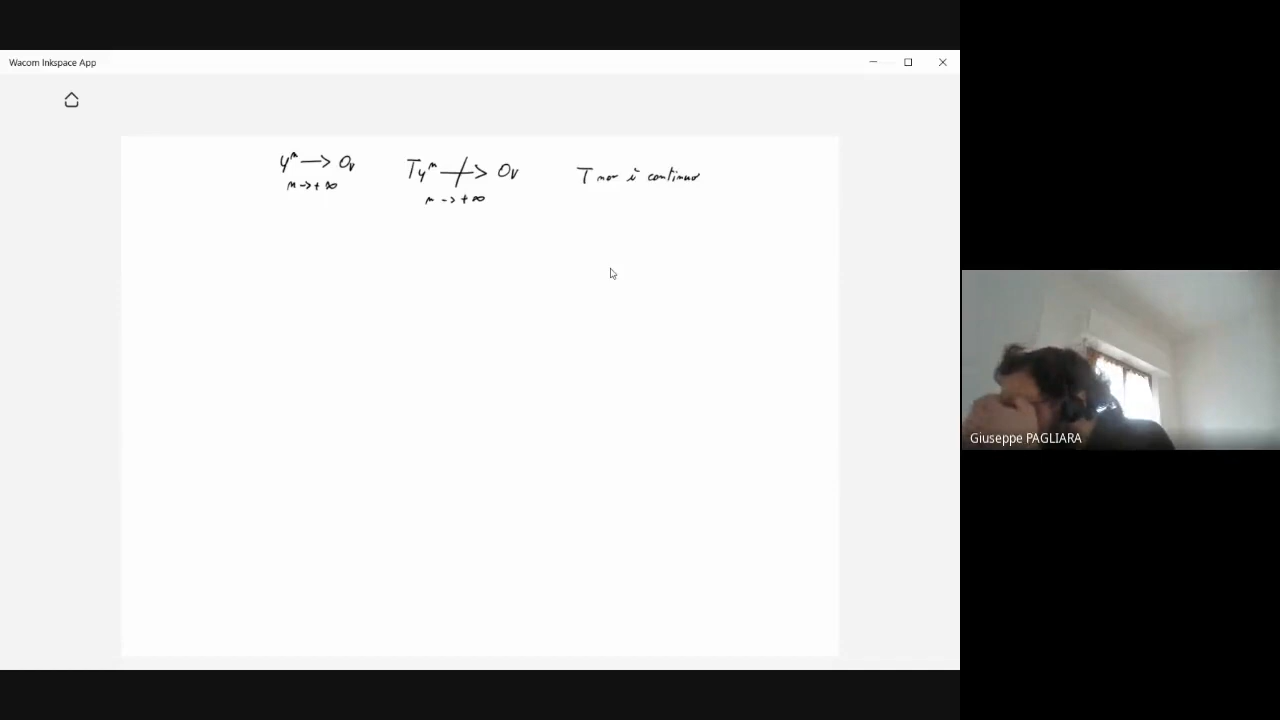 Wacom Inkspace App
yⁿ → 0ᵥ Tyⁿ ↛ 0ᵥ T non è continuo
n → +∞ n → +∞
Giuseppe PAGLIARA